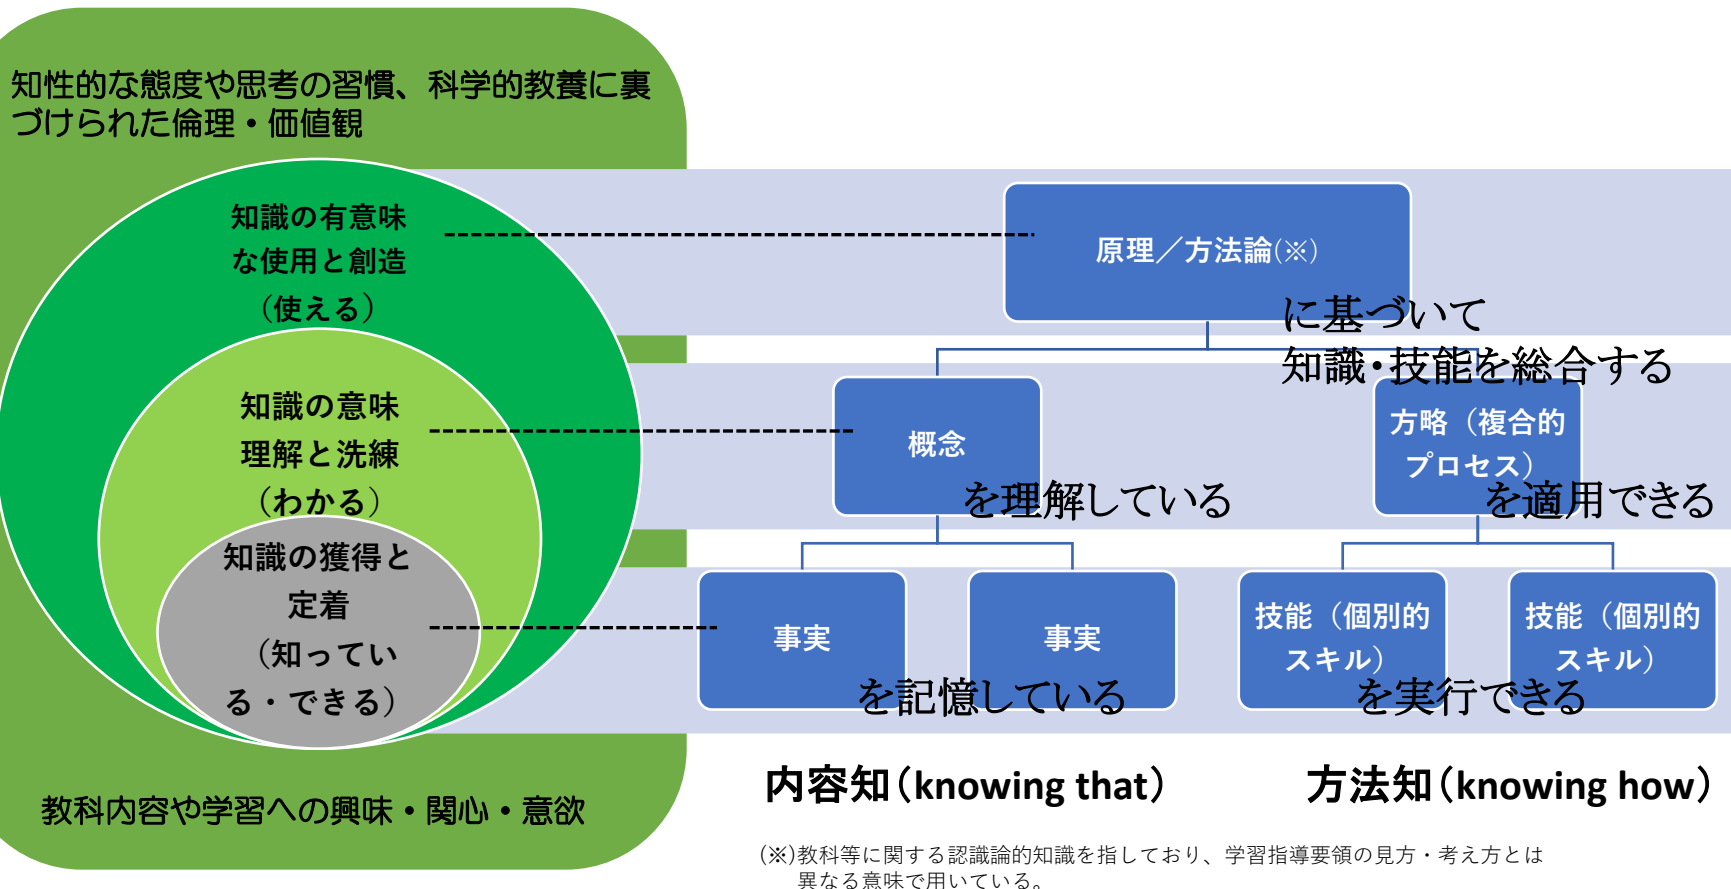 知性的な態度や思考の習慣、科学的教養に裏
づけられた倫理・価値観
知識の有意味
な使用と創造
（使える）
知識の意味
理解と洗練
（わかる）
知識の獲得と
定着
（知ってい
る・できる）
教科内容や学習への興味・関心・意欲
原理／方法論(※)
に基づいて
知識・技能を総合する
概念
を理解している
方略（複合的
プロセス）
を適用できる
事実
事実
を記憶している
技能（個別的
スキル）
技能（個別的
スキル）
を実行できる
内容知（knowing that）
方法知（knowing how）
(※)教科等に関する認識論的知識を指しており、学習指導要領の見方・考え方とは
異なる意味で用いている。